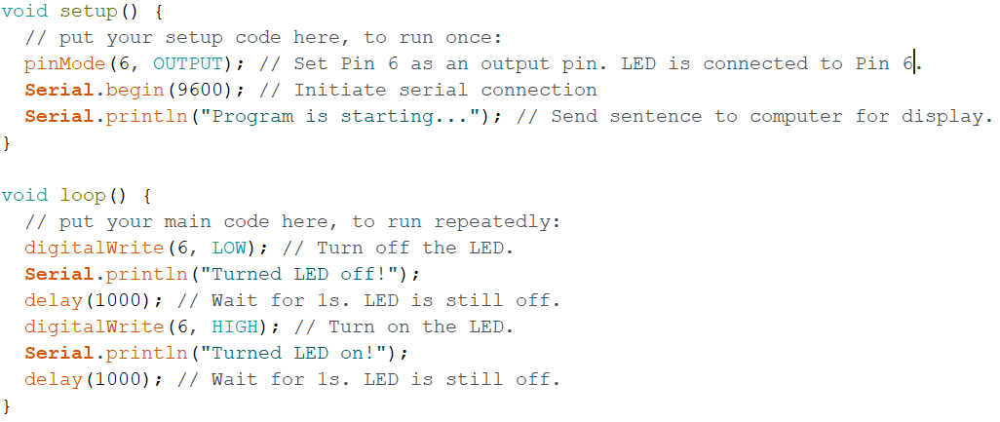 void setup() {
  // put your setup code here, to run once:
  pinMode(6, OUTPUT); // Set Pin 6 as an output pin. LED is connected to Pin 6.
  Serial.begin(9600); // Initiate serial connection
  Serial.println("Program is starting..."); // Send sentence to computer for display.
}

void loop() {
  // put your main code here, to run repeatedly:
  digitalWrite(6, LOW); // Turn off the LED.
  Serial.println("Turned LED off!");
  delay(1000); // Wait for 1s. LED is still off.
  digitalWrite(6, HIGH); // Turn on the LED.
  Serial.println("Turned LED on!");
  delay(1000); // Wait for 1s. LED is still off.
}